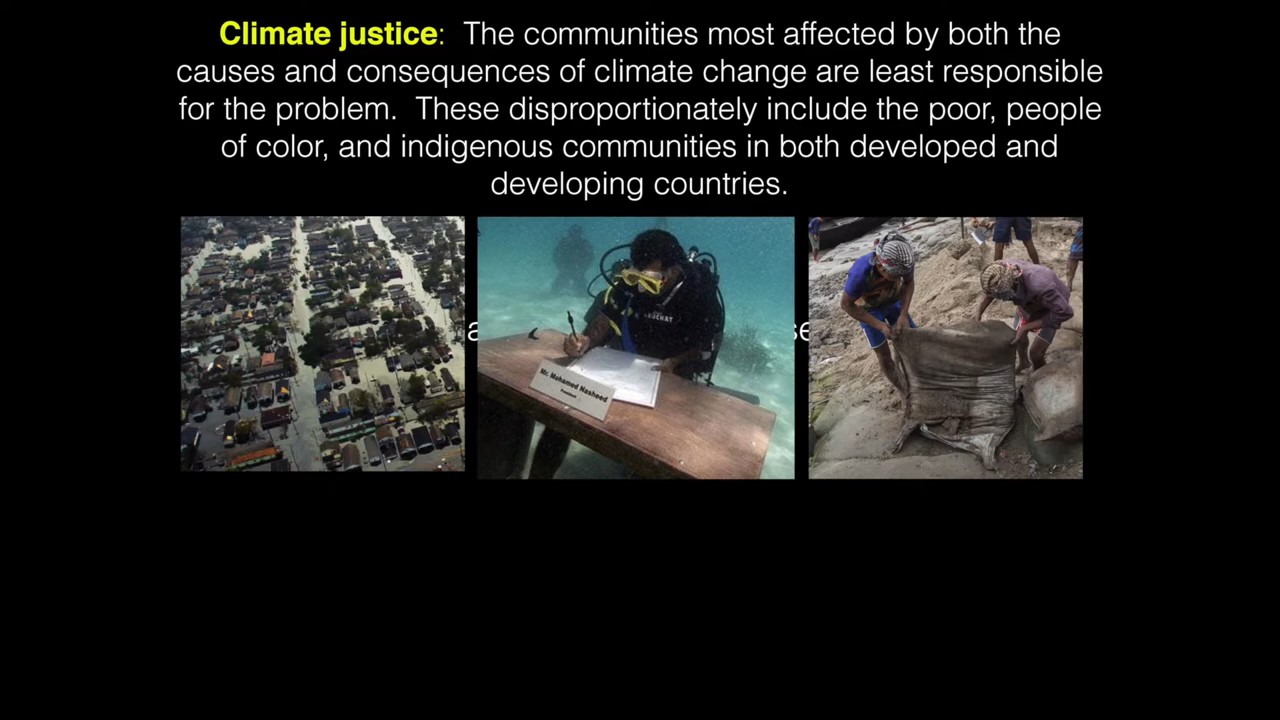 Climate justice:  The communities most affected by both the
causes and consequences of climate change are least responsible
for the problem.  These disproportionately include the poor, people
of color, and indigenous communities in both developed and
developing countries.
Mr. Mohamed Nasheed
President